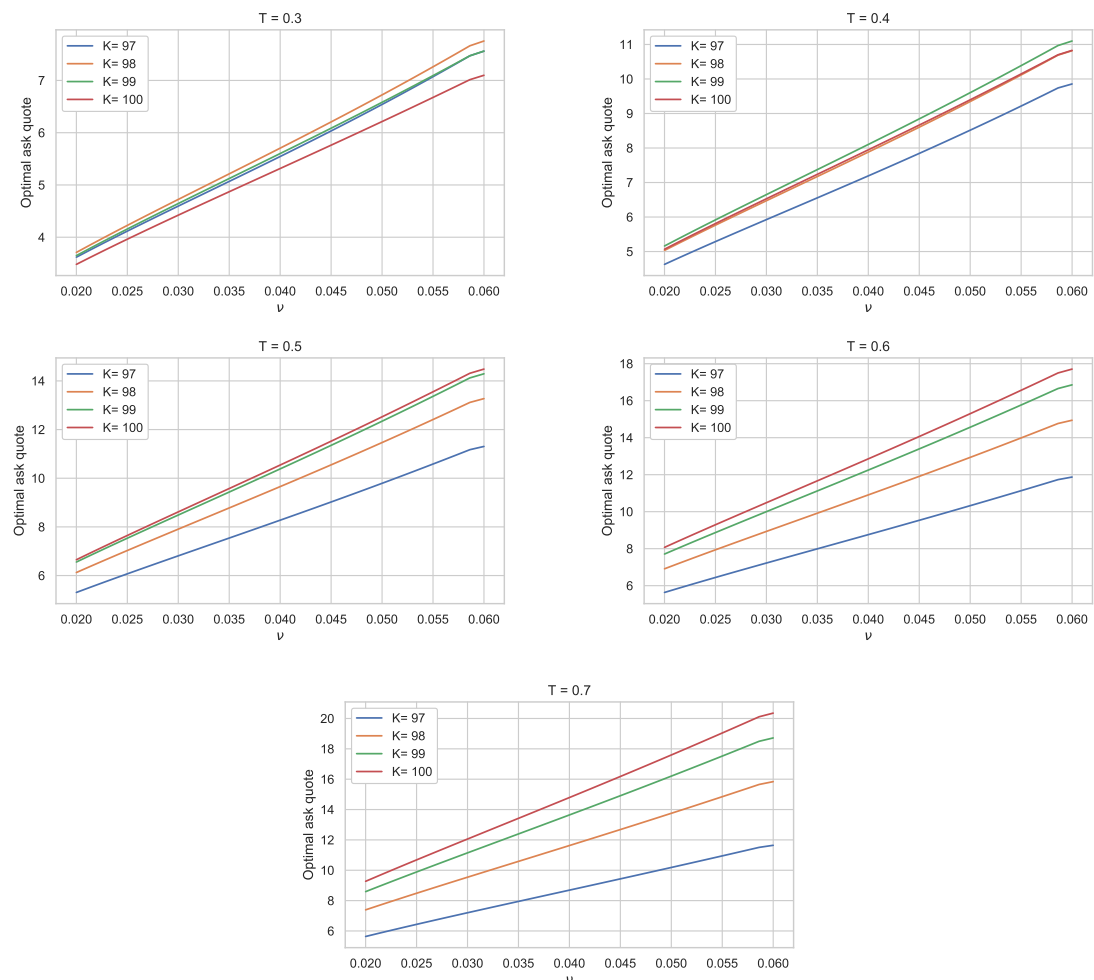 T = 0.3
K= 97
K= 98
K= 99
K= 100
Optimal ask quote
7
6
5
4
0.020 0.025 0.030 0.035 0.040 0.045 0.050 0.055 0.060
ν
T = 0.4
K= 97
K= 98
K= 99
K= 100
Optimal ask quote
11
10
9
8
7
6
5
0.020 0.025 0.030 0.035 0.040 0.045 0.050 0.055 0.060
ν
T = 0.5
K= 97
K= 98
K= 99
K= 100
Optimal ask quote
14
12
10
8
6
0.020 0.025 0.030 0.035 0.040 0.045 0.050 0.055 0.060
ν
T = 0.6
K= 97
K= 98
K= 99
K= 100
Optimal ask quote
18
16
14
12
10
8
6
0.020 0.025 0.030 0.035 0.040 0.045 0.050 0.055 0.060
ν
T = 0.7
K= 97
K= 98
K= 99
K= 100
Optimal ask quote
20
18
16
14
12
10
8
6
0.020 0.025 0.030 0.035 0.040 0.045 0.050 0.055 0.060